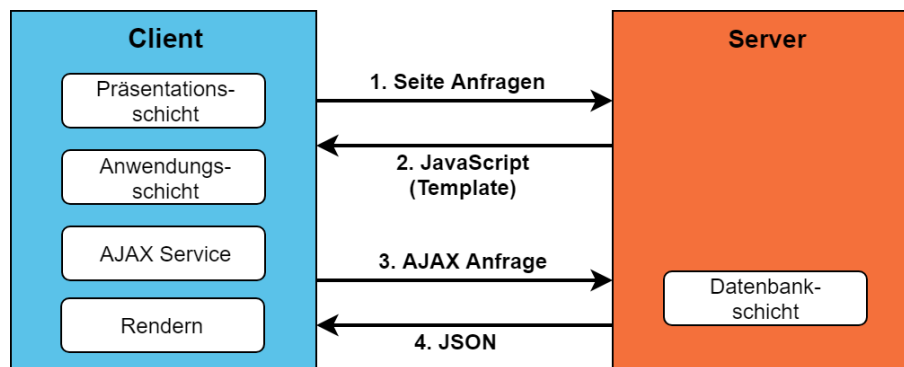 Client
Präsentations-
schicht
Anwendungs-
schicht
AJAX Service
Rendern
1. Seite Anfragen
2. JavaScript
(Template)
3. AJAX Anfrage
4. JSON
Server
Datenbank-
schicht